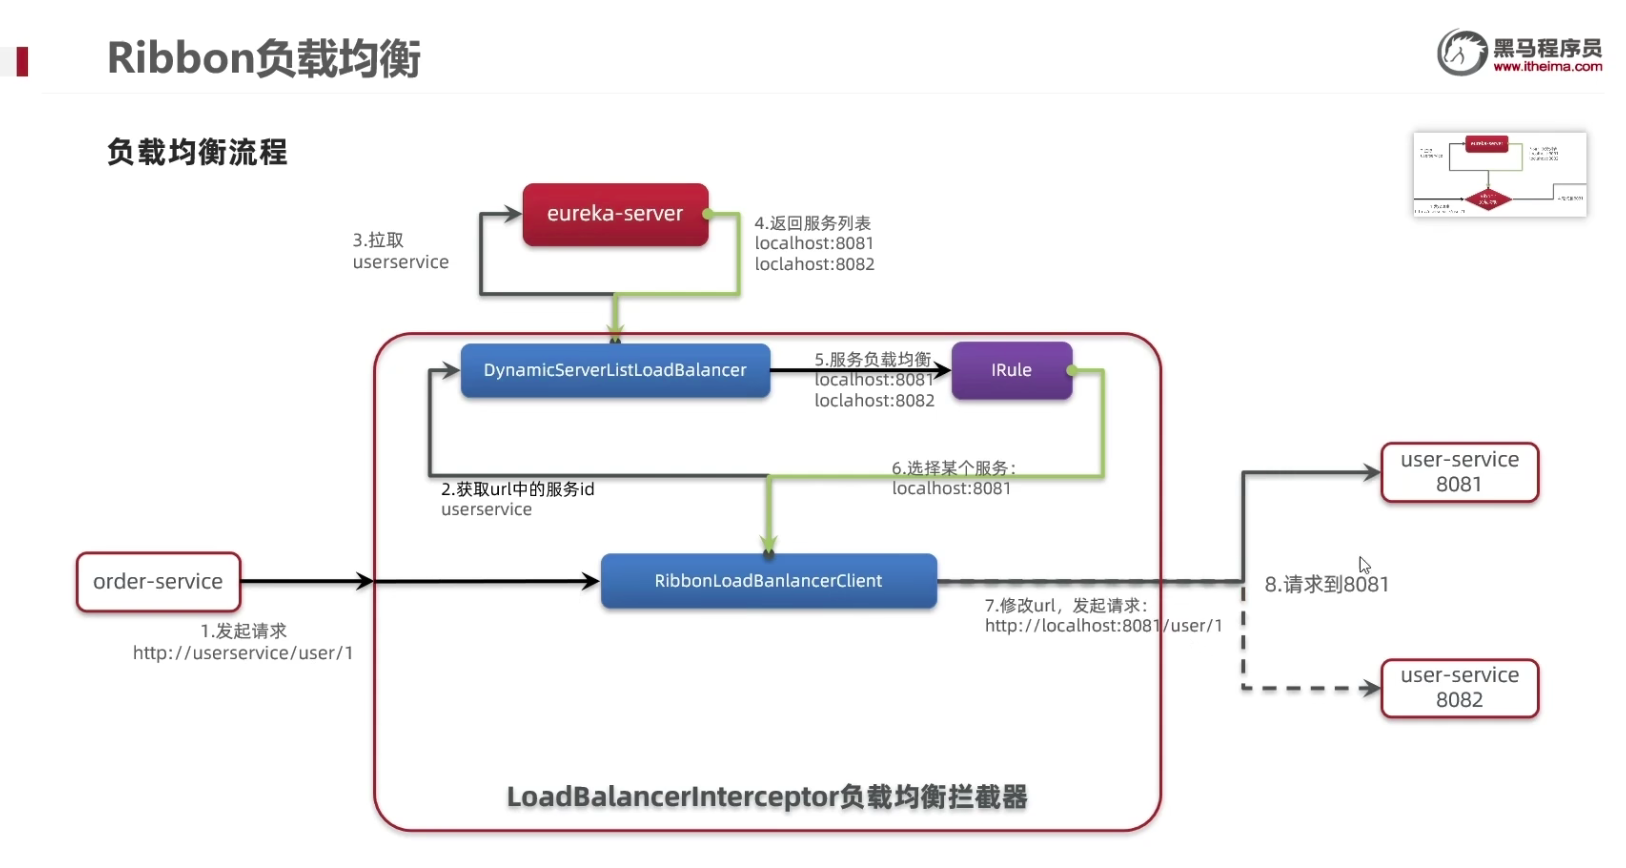 Ribbon负载均衡
黑马程序员
www.itheima.com
负载均衡流程
eureka-server
3.拉取
userservice
4.返回服务列表
localhost:8081
loclahost:8082
DynamicServerListLoadBalancer
5.服务负载均衡
localhost:8081
loclahost:8082
IRule
6.选择某个服务：
localhost:8081
2.获取url中的服务id
userservice
user-service
8081
order-service
RibbonLoadBanlancerClient
8.请求到8081
1.发起请求
http://userservice/user/1
7.修改url，发起请求：
http://localhost:8081/user/1
user-service
8082
LoadBalancerInterceptor负载均衡拦截器